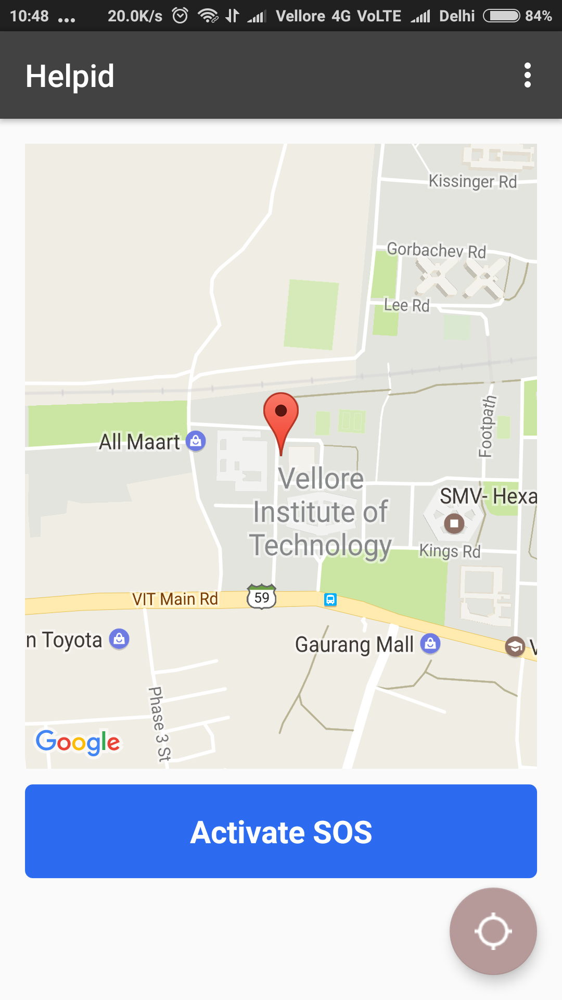 10:48 ... 20.0K/s Vellore 4G VoLTE Delhi 84%
Helpid
Kissinger Rd
Gorbachev Rd
Lee Rd
Footpath
All Maart
Vellore
Institute of
Technology
SMV- Hexa
Kings Rd
VIT Main Rd
59
n Toyota
Gaurang Mall
V
Phase 3 St
Google
Activate SOS